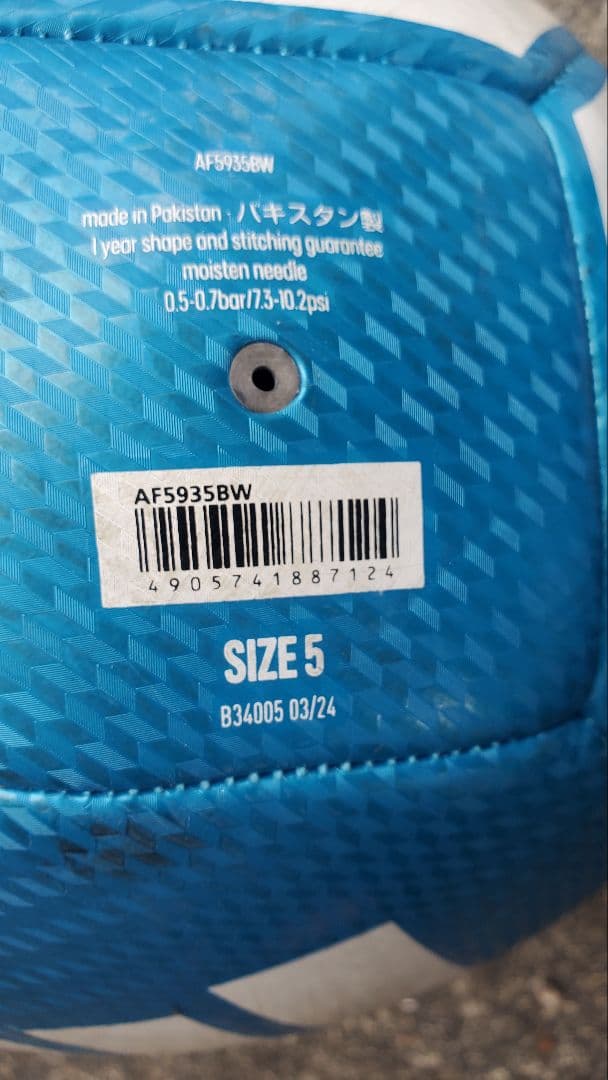 AF5935BW
made in Pakistan - パキスタン製
1 year shape and stitching guarantee
moisten needle
0.5-0.7bar/7.3-10.2psi
AF5935BW
4905741887124
SIZE 5
B34005 03/24